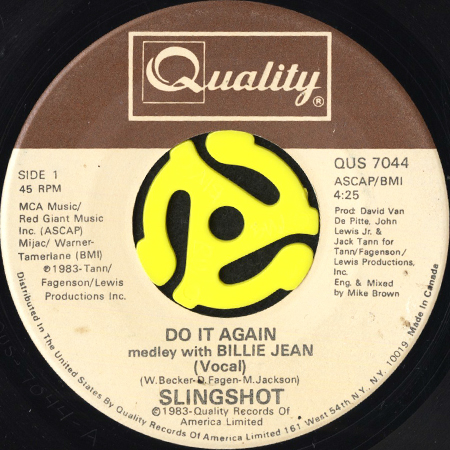 Quality®
SIDE 1
45 RPM
MCA Music/
Red Giant Music
Inc. (ASCAP)
Mijac/ Warner-
Tamerlane (BMI)
℗1983-Tann/
Fagenson/Lewis
Productions Inc.
QUS 7044
ASCAP/BMI
4:25
Prod: David Van
De Pitte, John
Lewis Jr. &
Jack Tann for
Tann/Fagenson/
Lewis Productions,
Inc.
Eng. & Mixed
by Mike Brown
DO IT AGAIN
medley with BILLIE JEAN
(Vocal)
(W.Becker-D.Fagen-M.Jackson)
SLINGSHOT
℗1983-Quality Records Of
America Limited
Distributed In The United States By Quality Records Of America Limited 161 West 54th NY., NY. 10019 Made In Canada